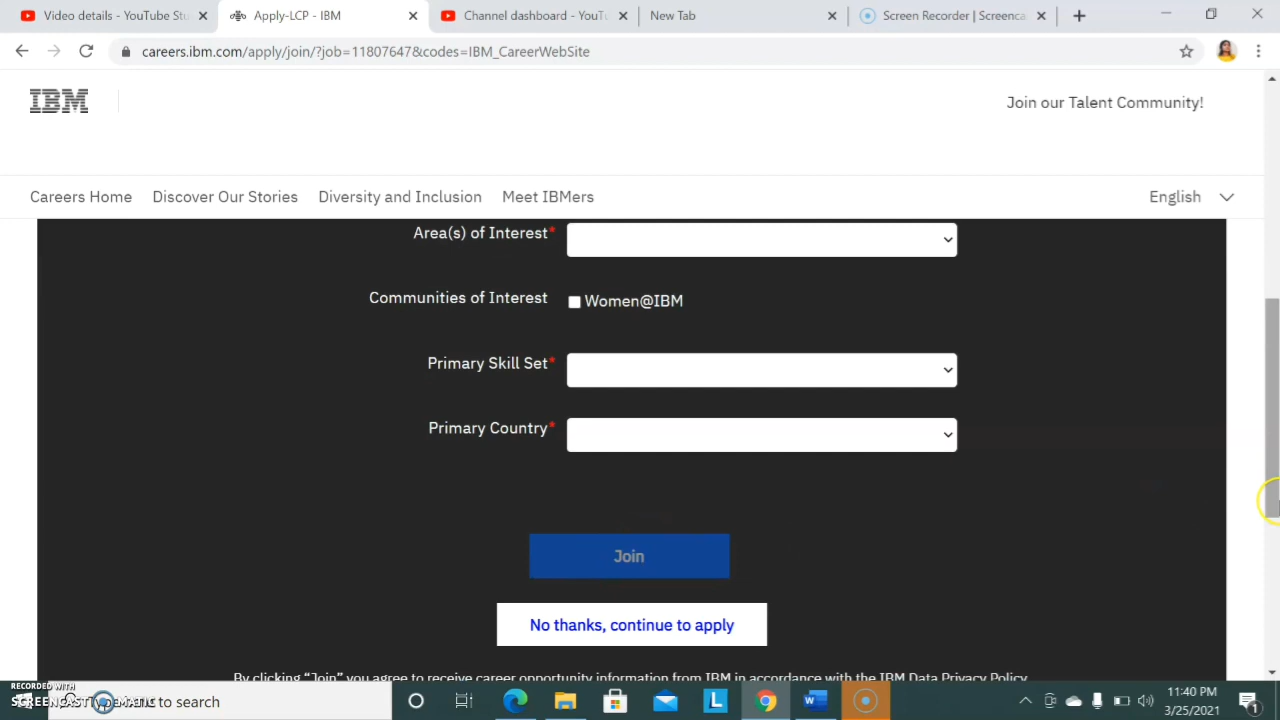 Video details - YouTube Stu
Apply-LCP - IBM
Channel dashboard - YouTu
New Tab
Screen Recorder | Screenca
careers.ibm.com/apply/join/?job=11807647&codes=IBM_CareerWebSite
IBM
Join our Talent Community!
Careers Home
Discover Our Stories
Diversity and Inclusion
Meet IBMers
English
Area(s) of Interest*
Communities of Interest
Women@IBM
Primary Skill Set*
Primary Country*
Join
No thanks, continue to apply
By clicking “Join” you agree to receive career opportunity information from IBM in accordance with the IBM Data Privacy Policy.
RECORDED WITH
SCREENCAST-O-MATIC
to search
L
11:40 PM
3/25/2021
1